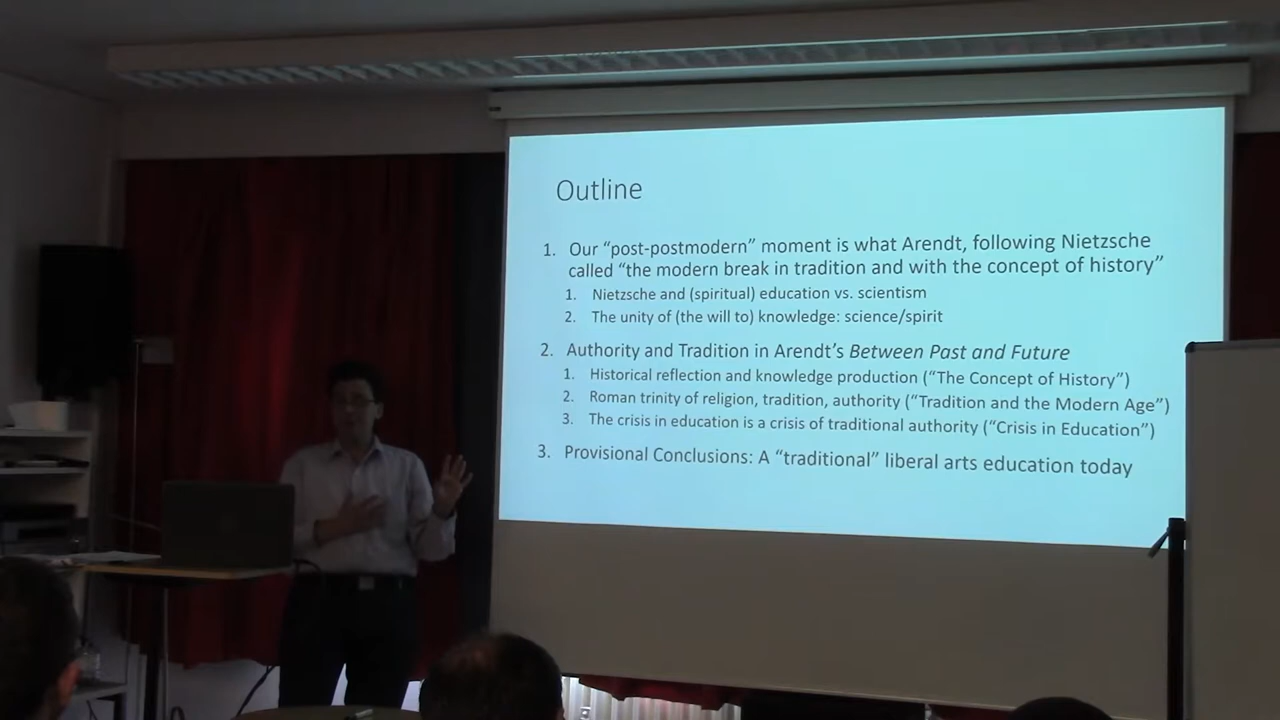 Outline
1. Our “post-postmodern” moment is what Arendt, following Nietzsche
called “the modern break in tradition and with the concept of history”
1. Nietzsche and (spiritual) education vs. scientism
2. The unity of (the will to) knowledge: science/spirit
2. Authority and Tradition in Arendt’s Between Past and Future
1. Historical reflection and knowledge production (“The Concept of History”)
2. Roman trinity of religion, tradition, authority (“Tradition and the Modern Age”)
3. The crisis in education is a crisis of traditional authority (“Crisis in Education”)
3. Provisional Conclusions: A “traditional” liberal arts education today